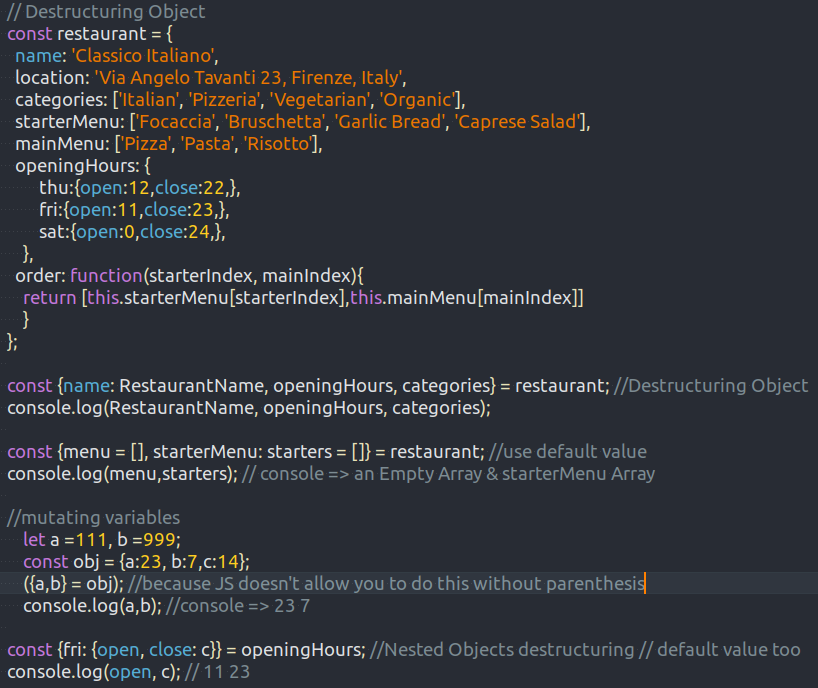 // Destructuring Object
const restaurant = {
name: 'Classico Italiano',
location: 'Via Angelo Tavanti 23, Firenze, Italy',
categories: ['Italian', 'Pizzeria', 'Vegetarian', 'Organic'],
starterMenu: ['Focaccia', 'Bruschetta', 'Garlic Bread', 'Caprese Salad'],
mainMenu: ['Pizza', 'Pasta', 'Risotto'],
openingHours: {
thu:{open:12,close:22,},
fri:{open:11,close:23,},
sat:{open:0,close:24,},
},
order: function(starterIndex, mainIndex){
return [this.starterMenu[starterIndex],this.mainMenu[mainIndex]]
}
};
const {name: RestaurantName, openingHours, categories} = restaurant; //Destructuring Object
console.log(RestaurantName, openingHours, categories);
const {menu = [], starterMenu: starters = []} = restaurant; //use default value
console.log(menu,starters); // console => an Empty Array & starterMenu Array
//mutating variables
let a =111, b =999;
const obj = {a:23, b:7,c:14};
({a,b} = obj); //because JS doesn't allow you to do this without parenthesis
console.log(a,b); //console => 23 7
const {fri: {open, close: c}} = openingHours; //Nested Objects destructuring // default value too
console.log(open, c); // 11 23